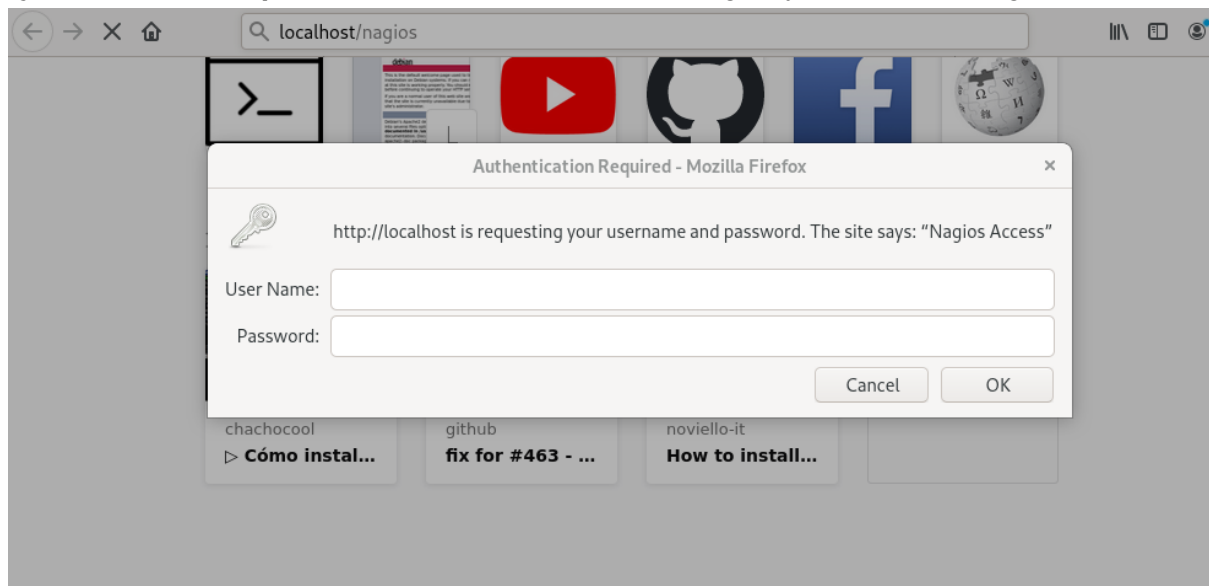 localhost/nagios
debian
Authentication Required - Mozilla Firefox
http://localhost is requesting your username and password. The site says: “Nagios Access”
User Name:
Password:
Cancel
OK
chachocool
github
noviello-it
▷ Cómo instal...
fix for #463 - ...
How to install...